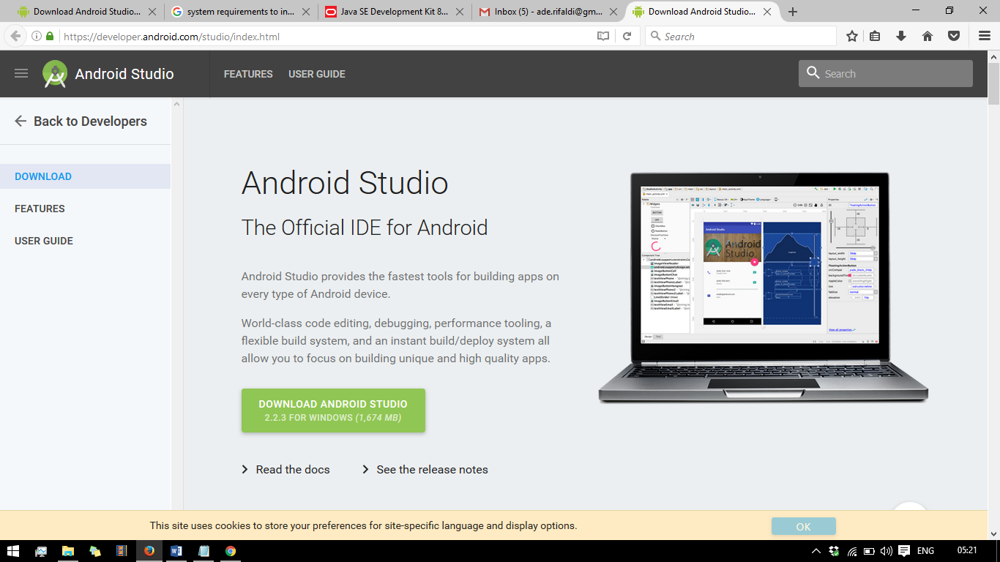 Download Android Studio...
system requirements to in...
Java SE Development Kit 8...
Inbox (5) - ade.rifaldi@gm...
Download Android Studio...
https://developer.android.com/studio/index.html
Search
Android Studio
FEATURES
USER GUIDE
Search
Back to Developers
DOWNLOAD
FEATURES
USER GUIDE
Android Studio
The Official IDE for Android
Android Studio provides the fastest tools for building apps on
every type of Android device.
World-class code editing, debugging, performance tooling, a
flexible build system, and an instant build/deploy system all
allow you to focus on building unique and high quality apps.
DOWNLOAD ANDROID STUDIO
2.2.3 FOR WINDOWS (1,674 MB)
Read the docs
See the release notes
Android Studio
Android
Studio
This site uses cookies to store your preferences for site-specific language and display options.
OK
ENG
05:21